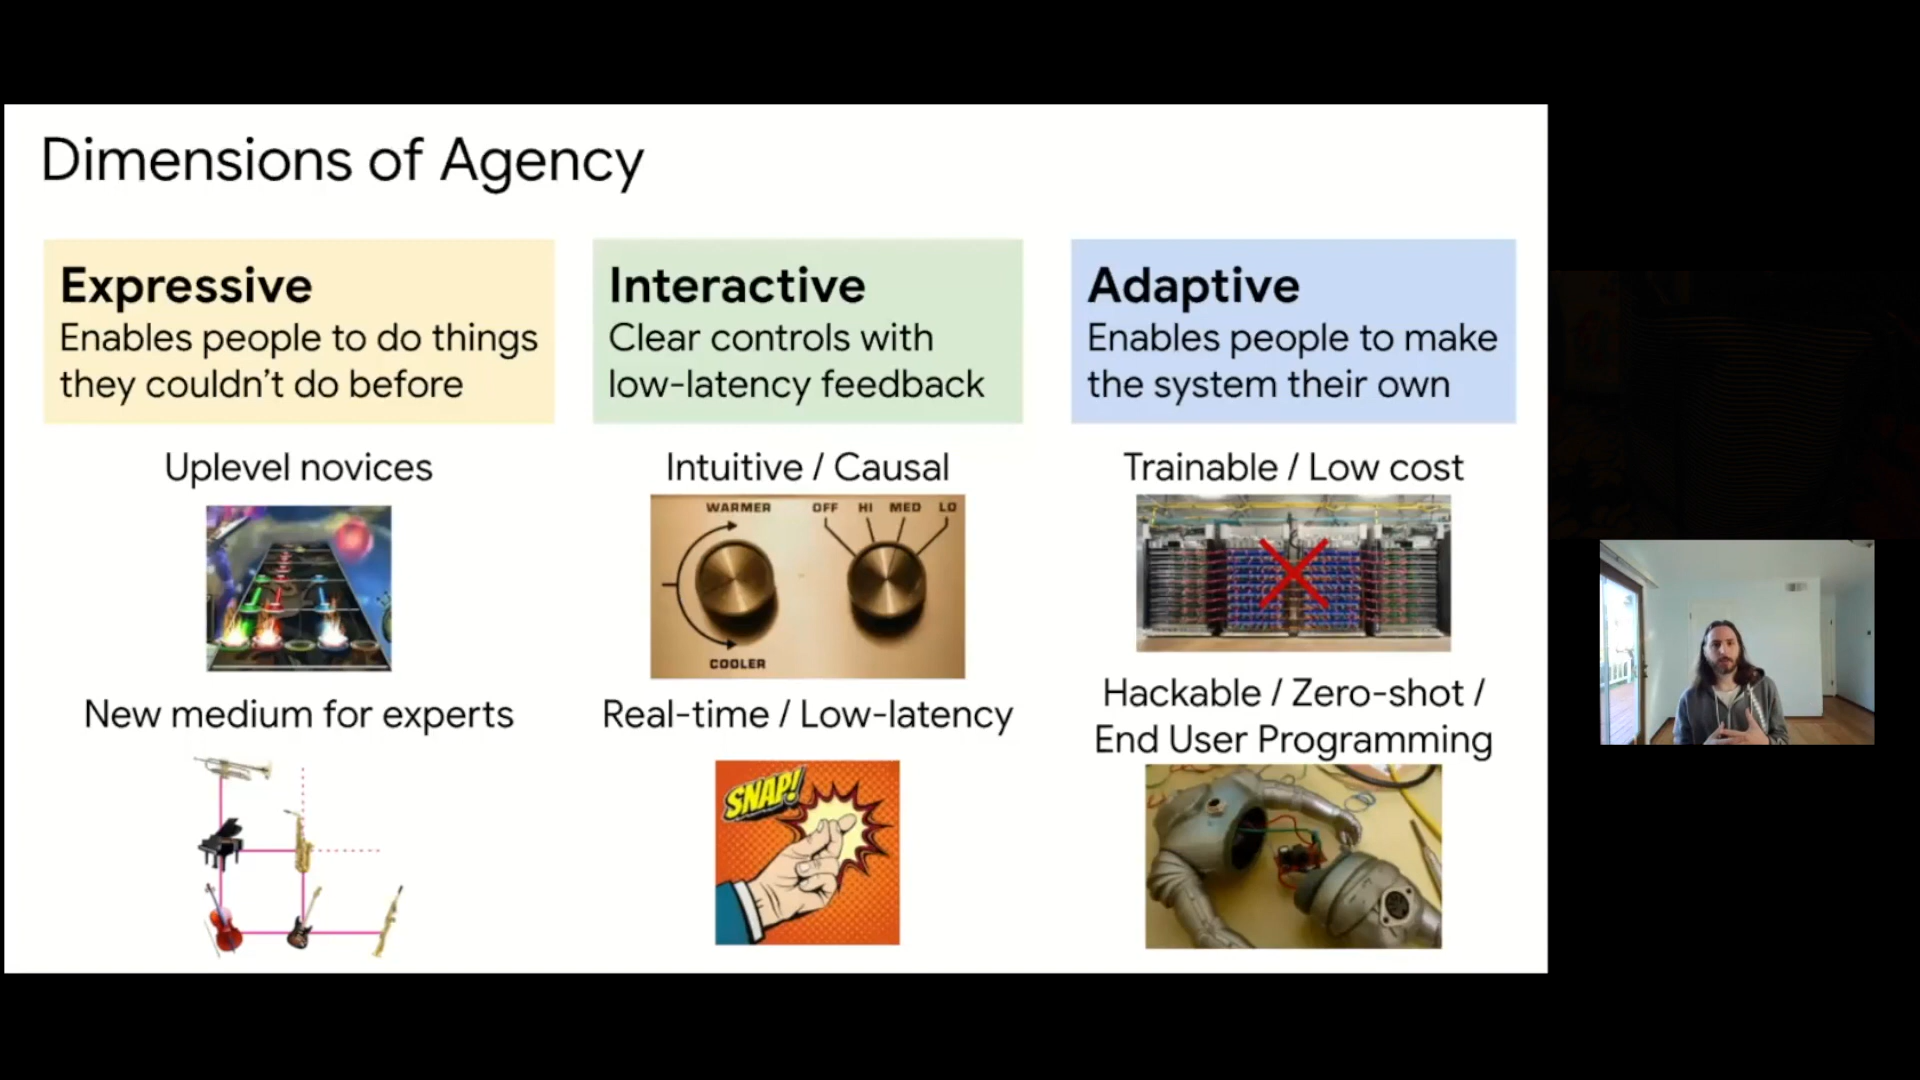 Dimensions of Agency
Expressive
Enables people to do things
they couldn't do before
Uplevel novices
New medium for experts
Interactive
Clear controls with
low-latency feedback
Intuitive / Causal
WARMER
OFF HI MED LO
COOLER
Real-time / Low-latency
SNAP!
Adaptive
Enables people to make
the system their own
Trainable / Low cost
Hackable / Zero-shot /
End User Programming